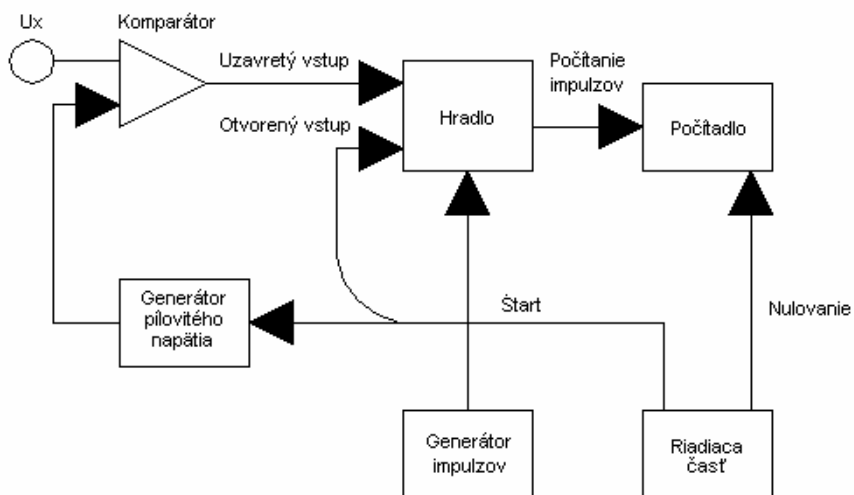 Ux
Komparátor
Uzavretý vstup
Počítanie
impulzov
Otvorený vstup
Hradlo
Počítadlo
Generátor
pílovitého
napätia
Štart
Nulovanie
Generátor
impulzov
Riadiaca
časť